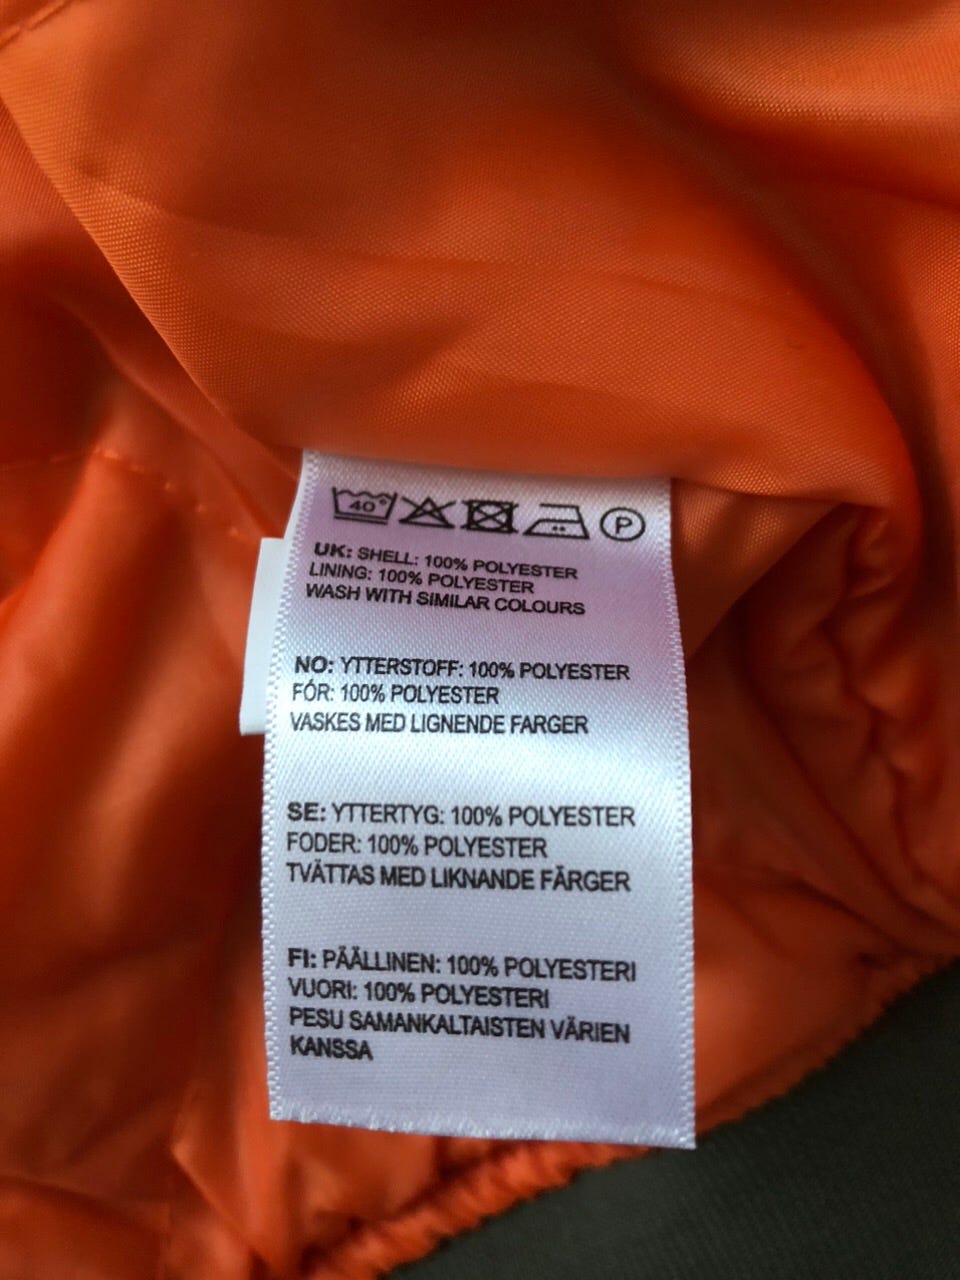 40° P
UK: SHELL: 100% POLYESTER
LINING: 100% POLYESTER
WASH WITH SIMILAR COLOURS
NO: YTTERSTOFF: 100% POLYESTER
FÓR: 100% POLYESTER
VASKES MED LIGNENDE FARGER
SE: YTTERTYG: 100% POLYESTER
FODER: 100% POLYESTER
TVÄTTAS MED LIKNANDE FÄRGER
FI: PÄÄLLINEN: 100% POLYESTERI
VUORI: 100% POLYESTERI
PESU SAMANKALTAISTEN VÄRIEN
KANSSA